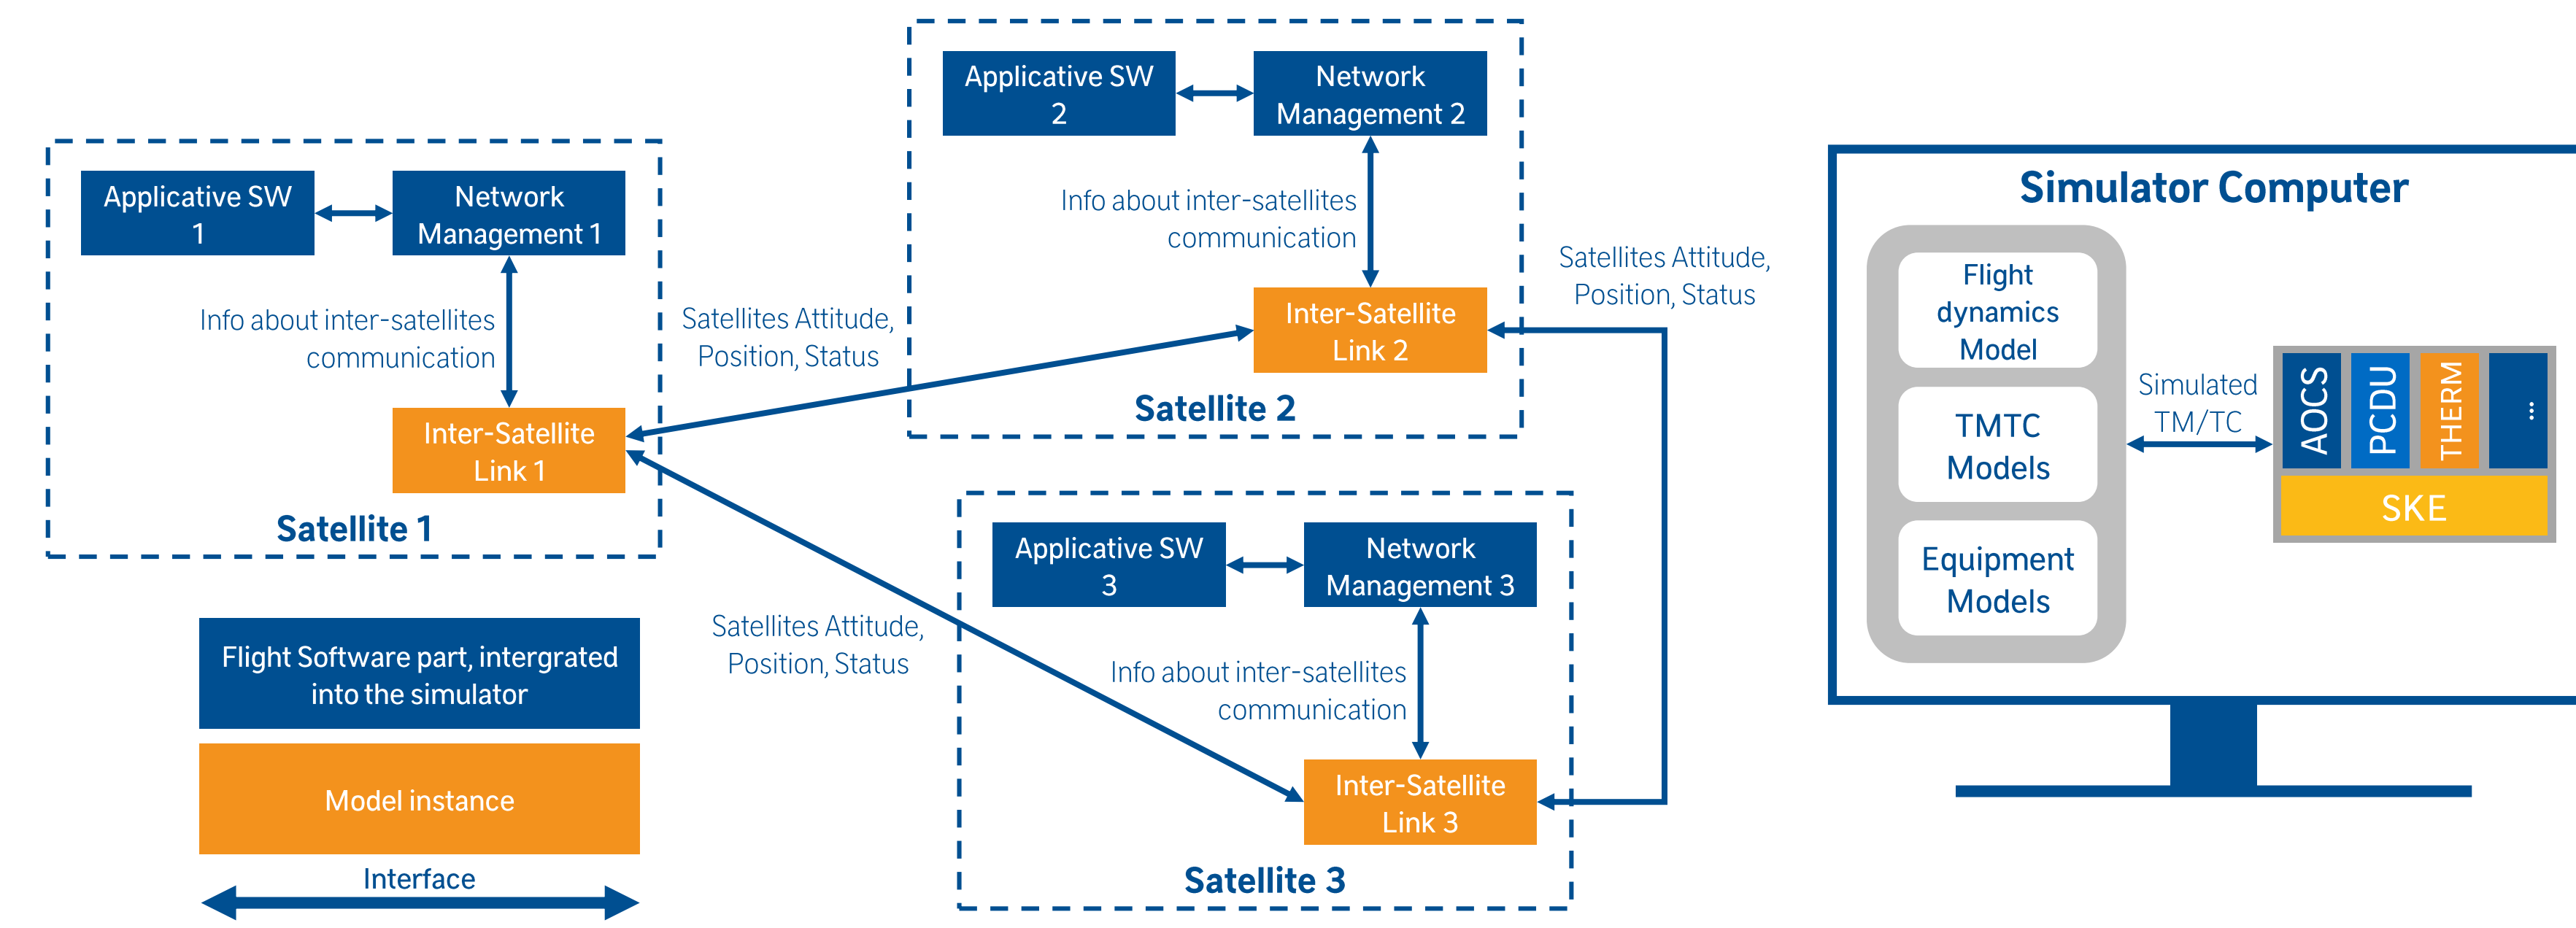 Applicative SW
1
Network
Management 1
Info about inter-satellites
communication
Inter-Satellite
Link 1
Satellite 1
Satellites Attitude,
Position, Status
Applicative SW
2
Network
Management 2
Info about inter-satellites
communication
Inter-Satellite
Link 2
Satellite 2
Satellites Attitude,
Position, Status
Satellites Attitude,
Position, Status
Applicative SW
3
Network
Management 3
Info about inter-satellites
communication
Inter-Satellite
Link 3
Satellite 3
Flight Software part, intergrated
into the simulator
Model instance
Interface
Simulator Computer
Flight
dynamics
Model
TMTC
Models
Equipment
Models
Simulated
TM/TC
AOCS
PCDU
THERM
...
SKE